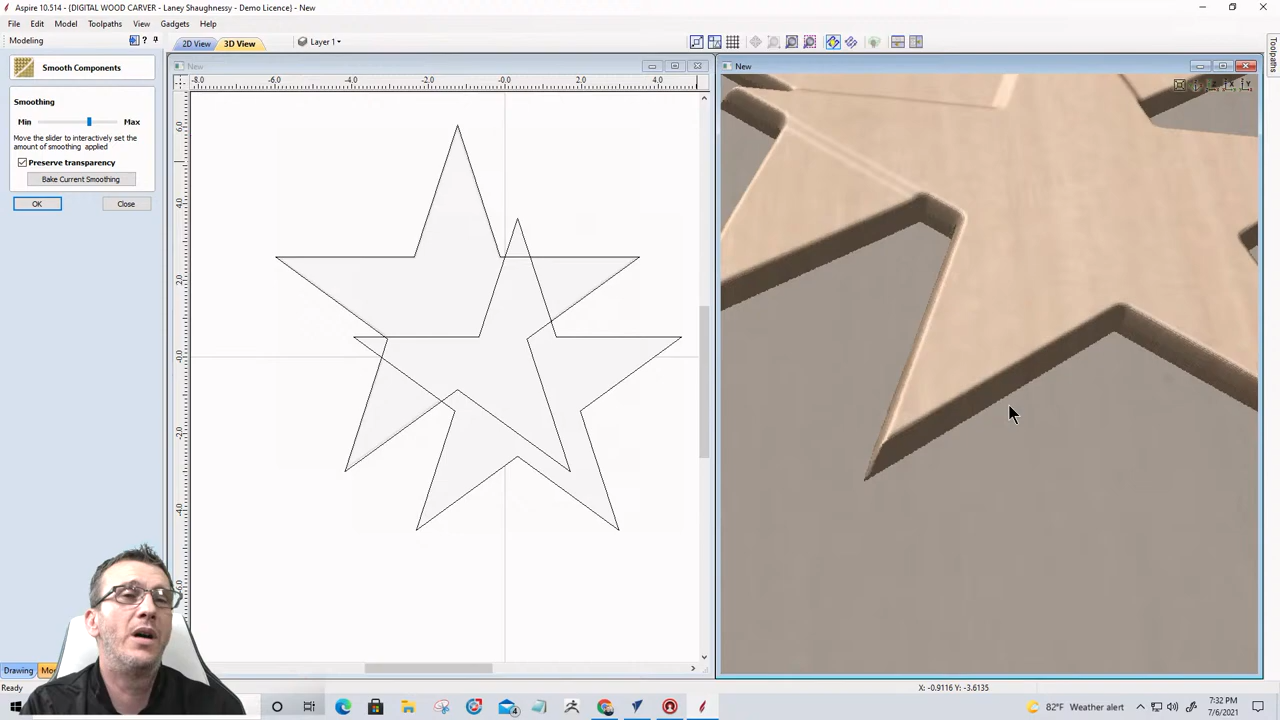 Aspire 10.514 - (DIGITAL WOOD CARVER - Laney Shaughnessy - Demo Licence) - New
File Edit Model Toolpaths View Gadgets Help
Modeling ?
2D View 3D View Layer 1
Smooth Components
Smoothing
Min Max
Move the slider to interactively set the
amount of smoothing applied
Preserve transparency
Bake Current Smoothing
OK Close
New
-8.0 -6.0 -4.0 -2.0 -0.0 2.0 4.0
6.0
4.0
2.0
-0.0
-2.0
-4.0
New
Toolpaths
Drawing Mo
Ready
X: -0.9116 Y: -3.6135
4
82°F Weather alert
7:32 PM
7/6/2021